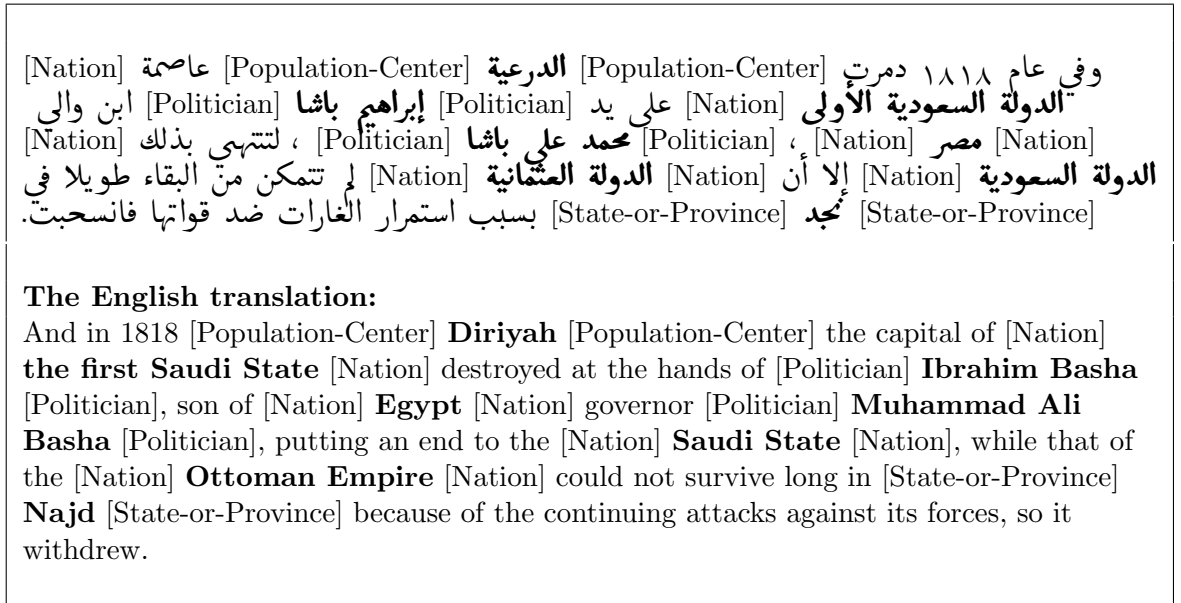 وفي عام ١٨١٨ دمرت [Population-Center] الدرعية [Population-Center] عاصمة [Nation]
الدولة السعودية الأولى [Nation] على يد [Politician] إبراهيم باشا [Politician] ابن والي
[Nation] مصر [Nation] ، [Politician] محمد علي باشا [Politician] ، لتنتهي بذلك [Nation]
الدولة السعودية [Nation] إلا أن [Nation] الدولة العثمانية [Nation] لم تتمكن من البقاء طويلا في
[State-or-Province] نجد [State-or-Province] بسبب استمرار الغارات ضد قواتها فانسحبت.
The English translation:
And in 1818 [Population-Center] Diriyah [Population-Center] the capital of [Nation]
the first Saudi State [Nation] destroyed at the hands of [Politician] Ibrahim Basha
[Politician], son of [Nation] Egypt [Nation] governor [Politician] Muhammad Ali
Basha [Politician], putting an end to the [Nation] Saudi State [Nation], while that of
the [Nation] Ottoman Empire [Nation] could not survive long in [State-or-Province]
Najd [State-or-Province] because of the continuing attacks against its forces, so it
withdrew.